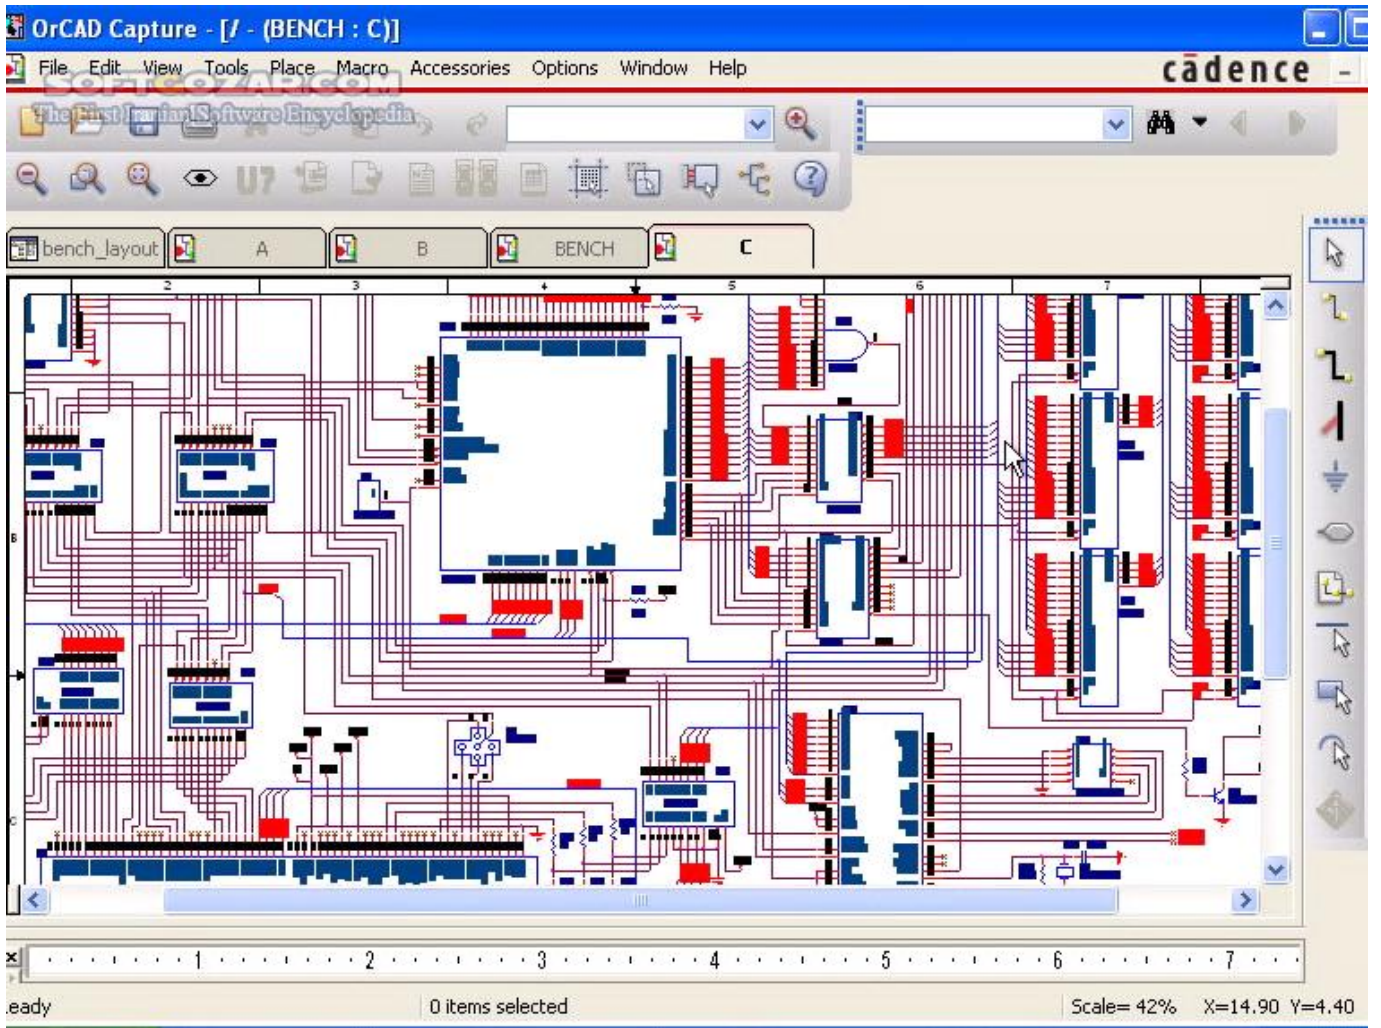 OrCAD Capture - [/ - (BENCH : C)]
File Edit View Tools Place Macro Accessories Options Window Help
cādence
SOFTGOZAR.COM
The First Iranian Software Encyclopedia
U?
bench_layout A B BENCH C
2 3 4 5 6 7
B
C
1 2 3 4 5 6 7
eady 0 items selected Scale= 42% X=14.90 Y=4.40